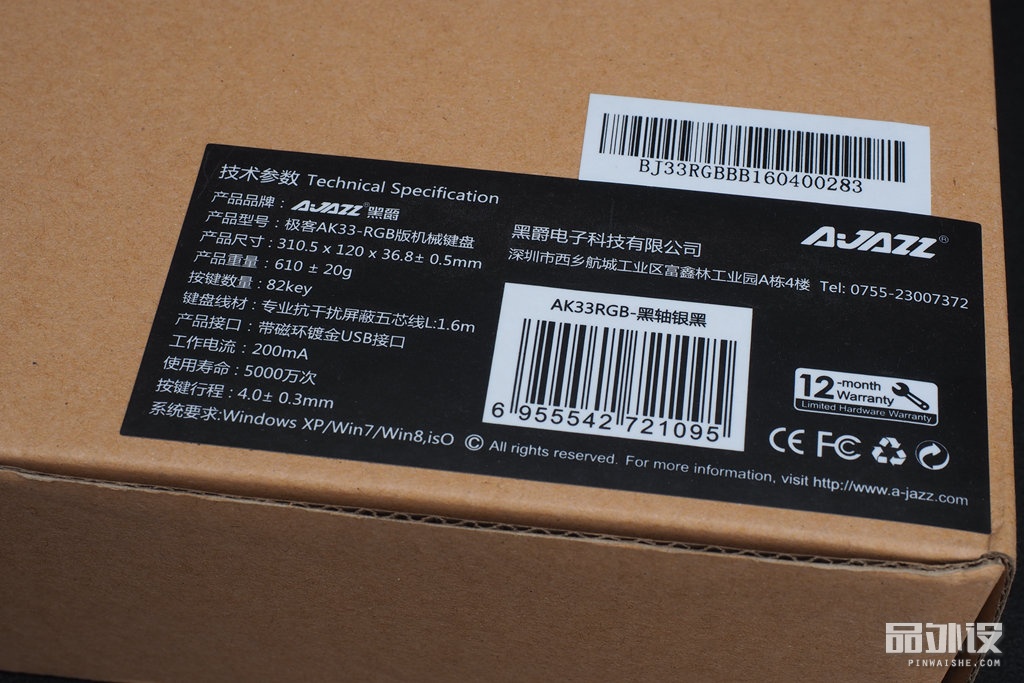 BJ33RGBBB160400283
技术参数 Technical Specification
产品品牌：A-JAZZ 黑爵
产品型号：极客AK33-RGB版机械键盘
产品尺寸：310.5 x 120 x 36.8± 0.5mm
产品重量：610 ± 20g
按键数量：82key
键盘线材：专业抗干扰屏蔽五芯线L:1.6m
产品接口：带磁环镀金USB接口
工作电流：200mA
使用寿命：5000万次
按键行程：4.0± 0.3mm
系统要求:Windows XP/Win7/Win8,isO
A-JAZZ®
黑爵电子科技有限公司
深圳市西乡航城工业区富鑫林工业园A栋4楼 Tel: 0755-23007372
AK33RGB-黑轴银黑
6 955542 721095
12-month
Warranty
Limited Hardware Warranty
CE FC
© All rights reserved. For more information, visit http://www.a-jazz.com
品外设
PINWAISHE.COM